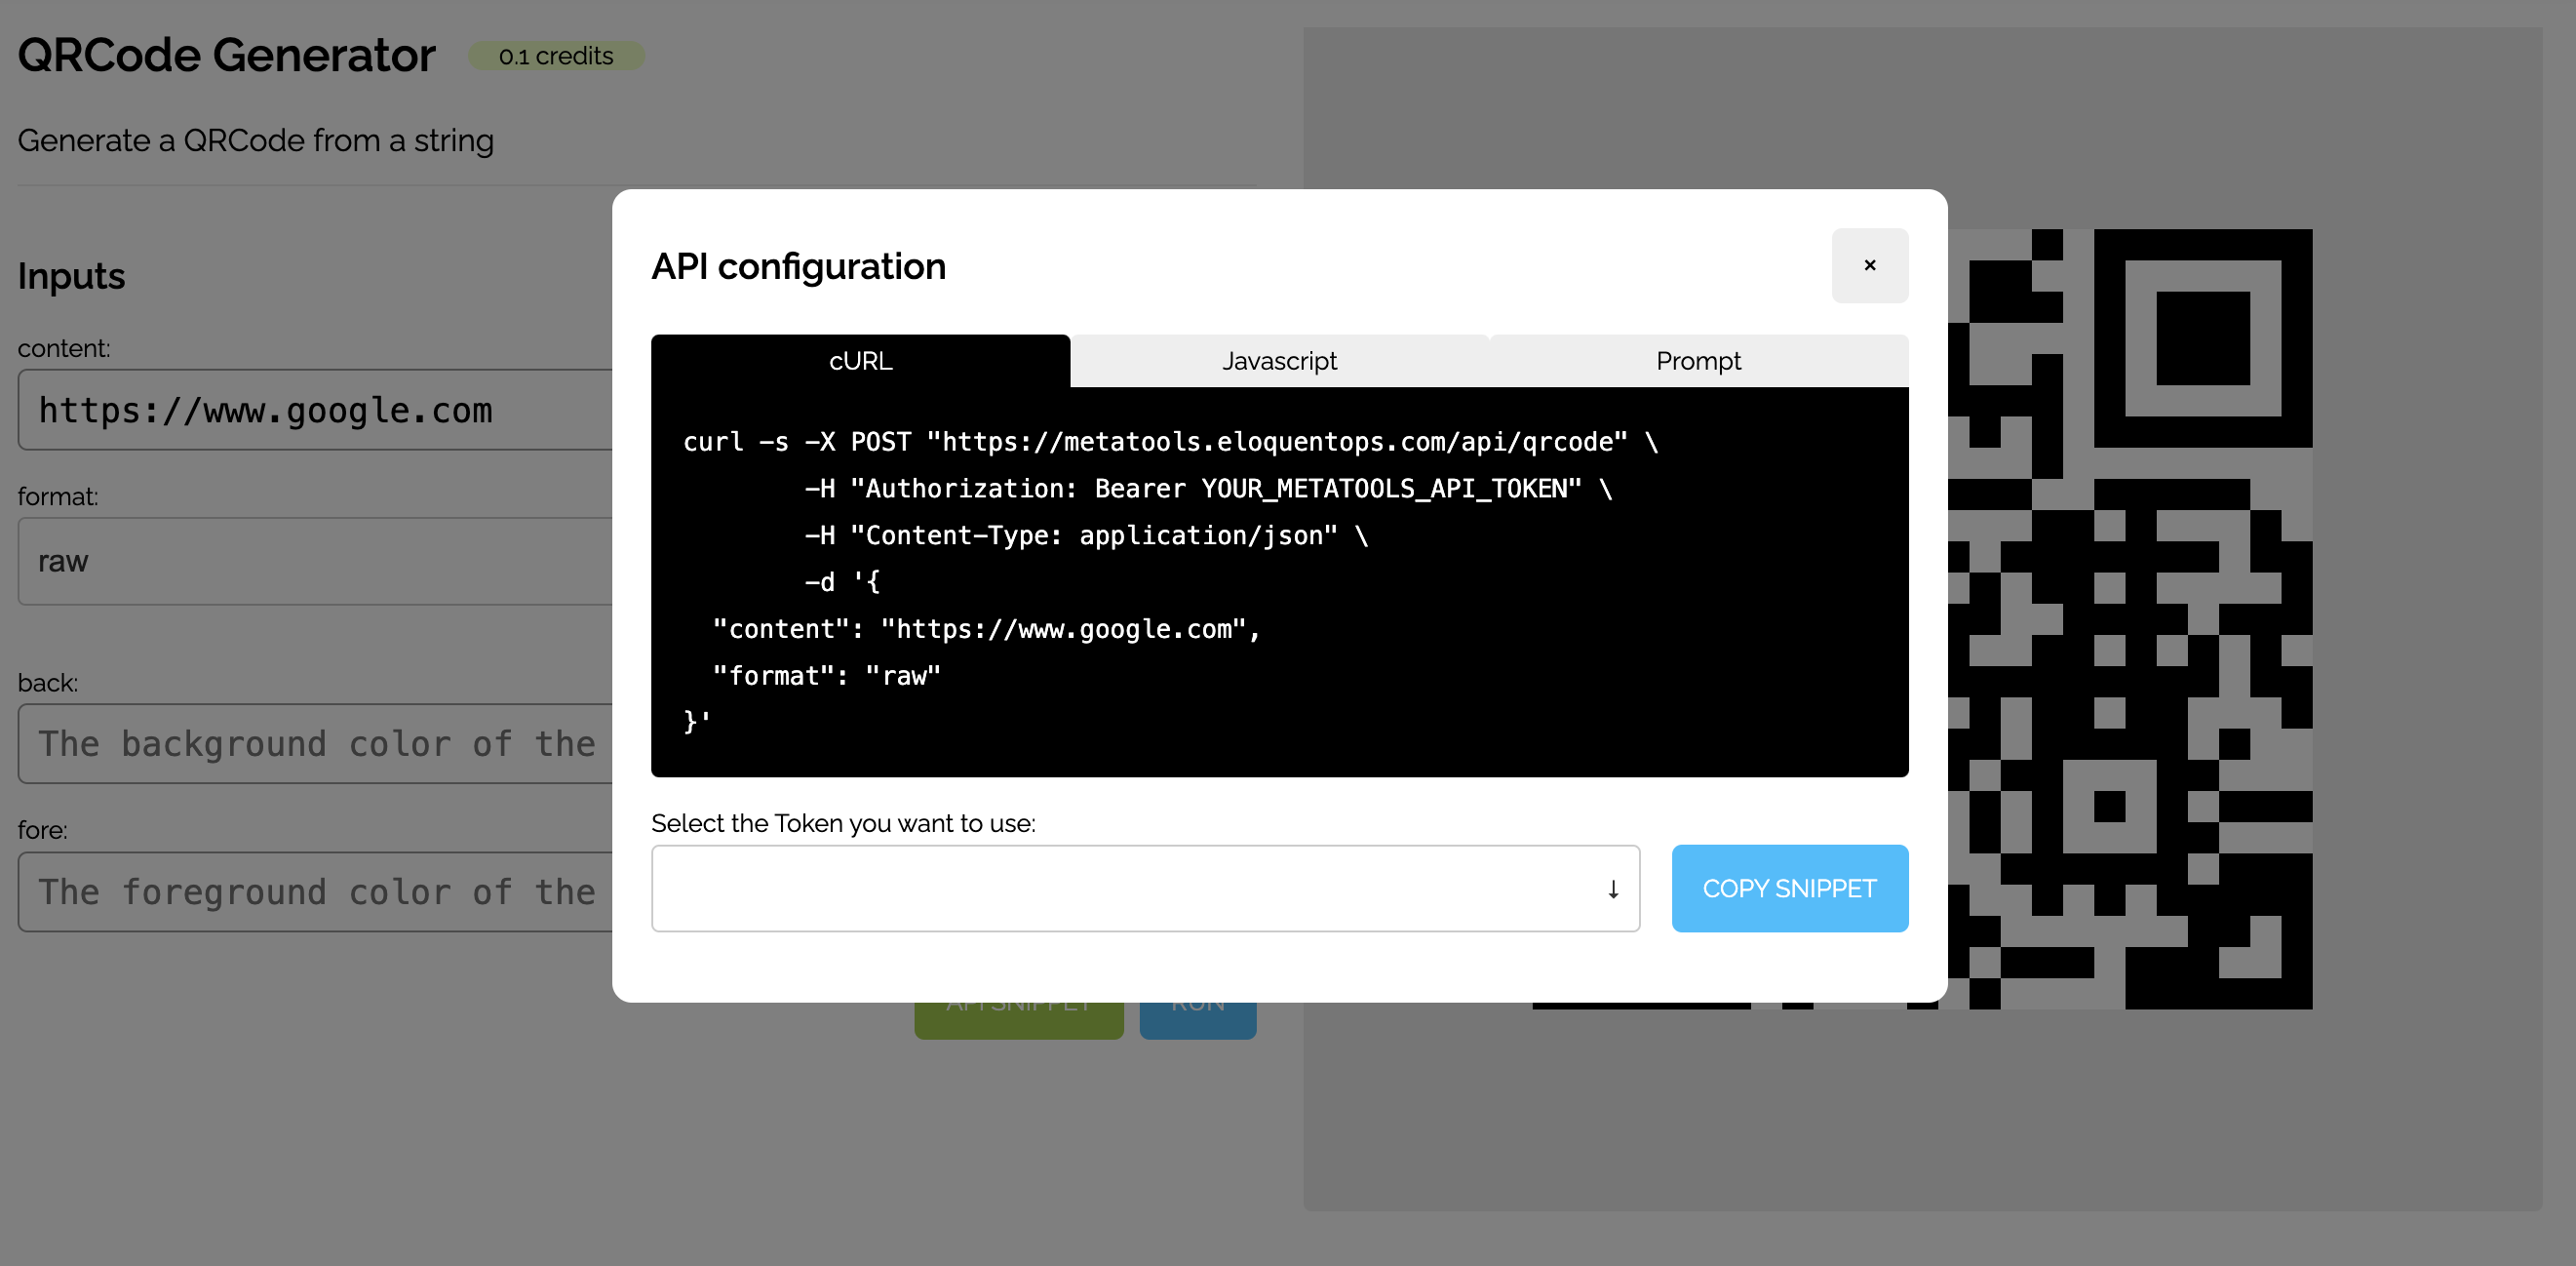 QRCode Generator
0.1 credits
Generate a QRCode from a string
Inputs
content:
https://www.google.com
format:
raw
back:
The background color of the
fore:
The foreground color of the
API configuration
×
cURL
Javascript
Prompt
curl -s -X POST "https://metatools.eloquentops.com/api/qrcode" \
-H "Authorization: Bearer YOUR_METATOOLS_API_TOKEN" \
-H "Content-Type: application/json" \
-d '{
"content": "https://www.google.com",
"format": "raw"
}'
Select the Token you want to use:
↓
COPY SNIPPET
API SNIPPET
RUN